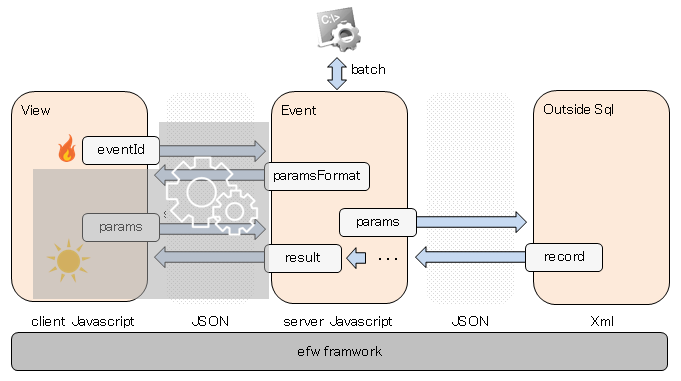 C:\>
batch
View
Event
Outside Sql
eventId
paramsFormat
params
params
result
...
record
client Javascript
JSON
server Javascript
JSON
Xml
efw framwork